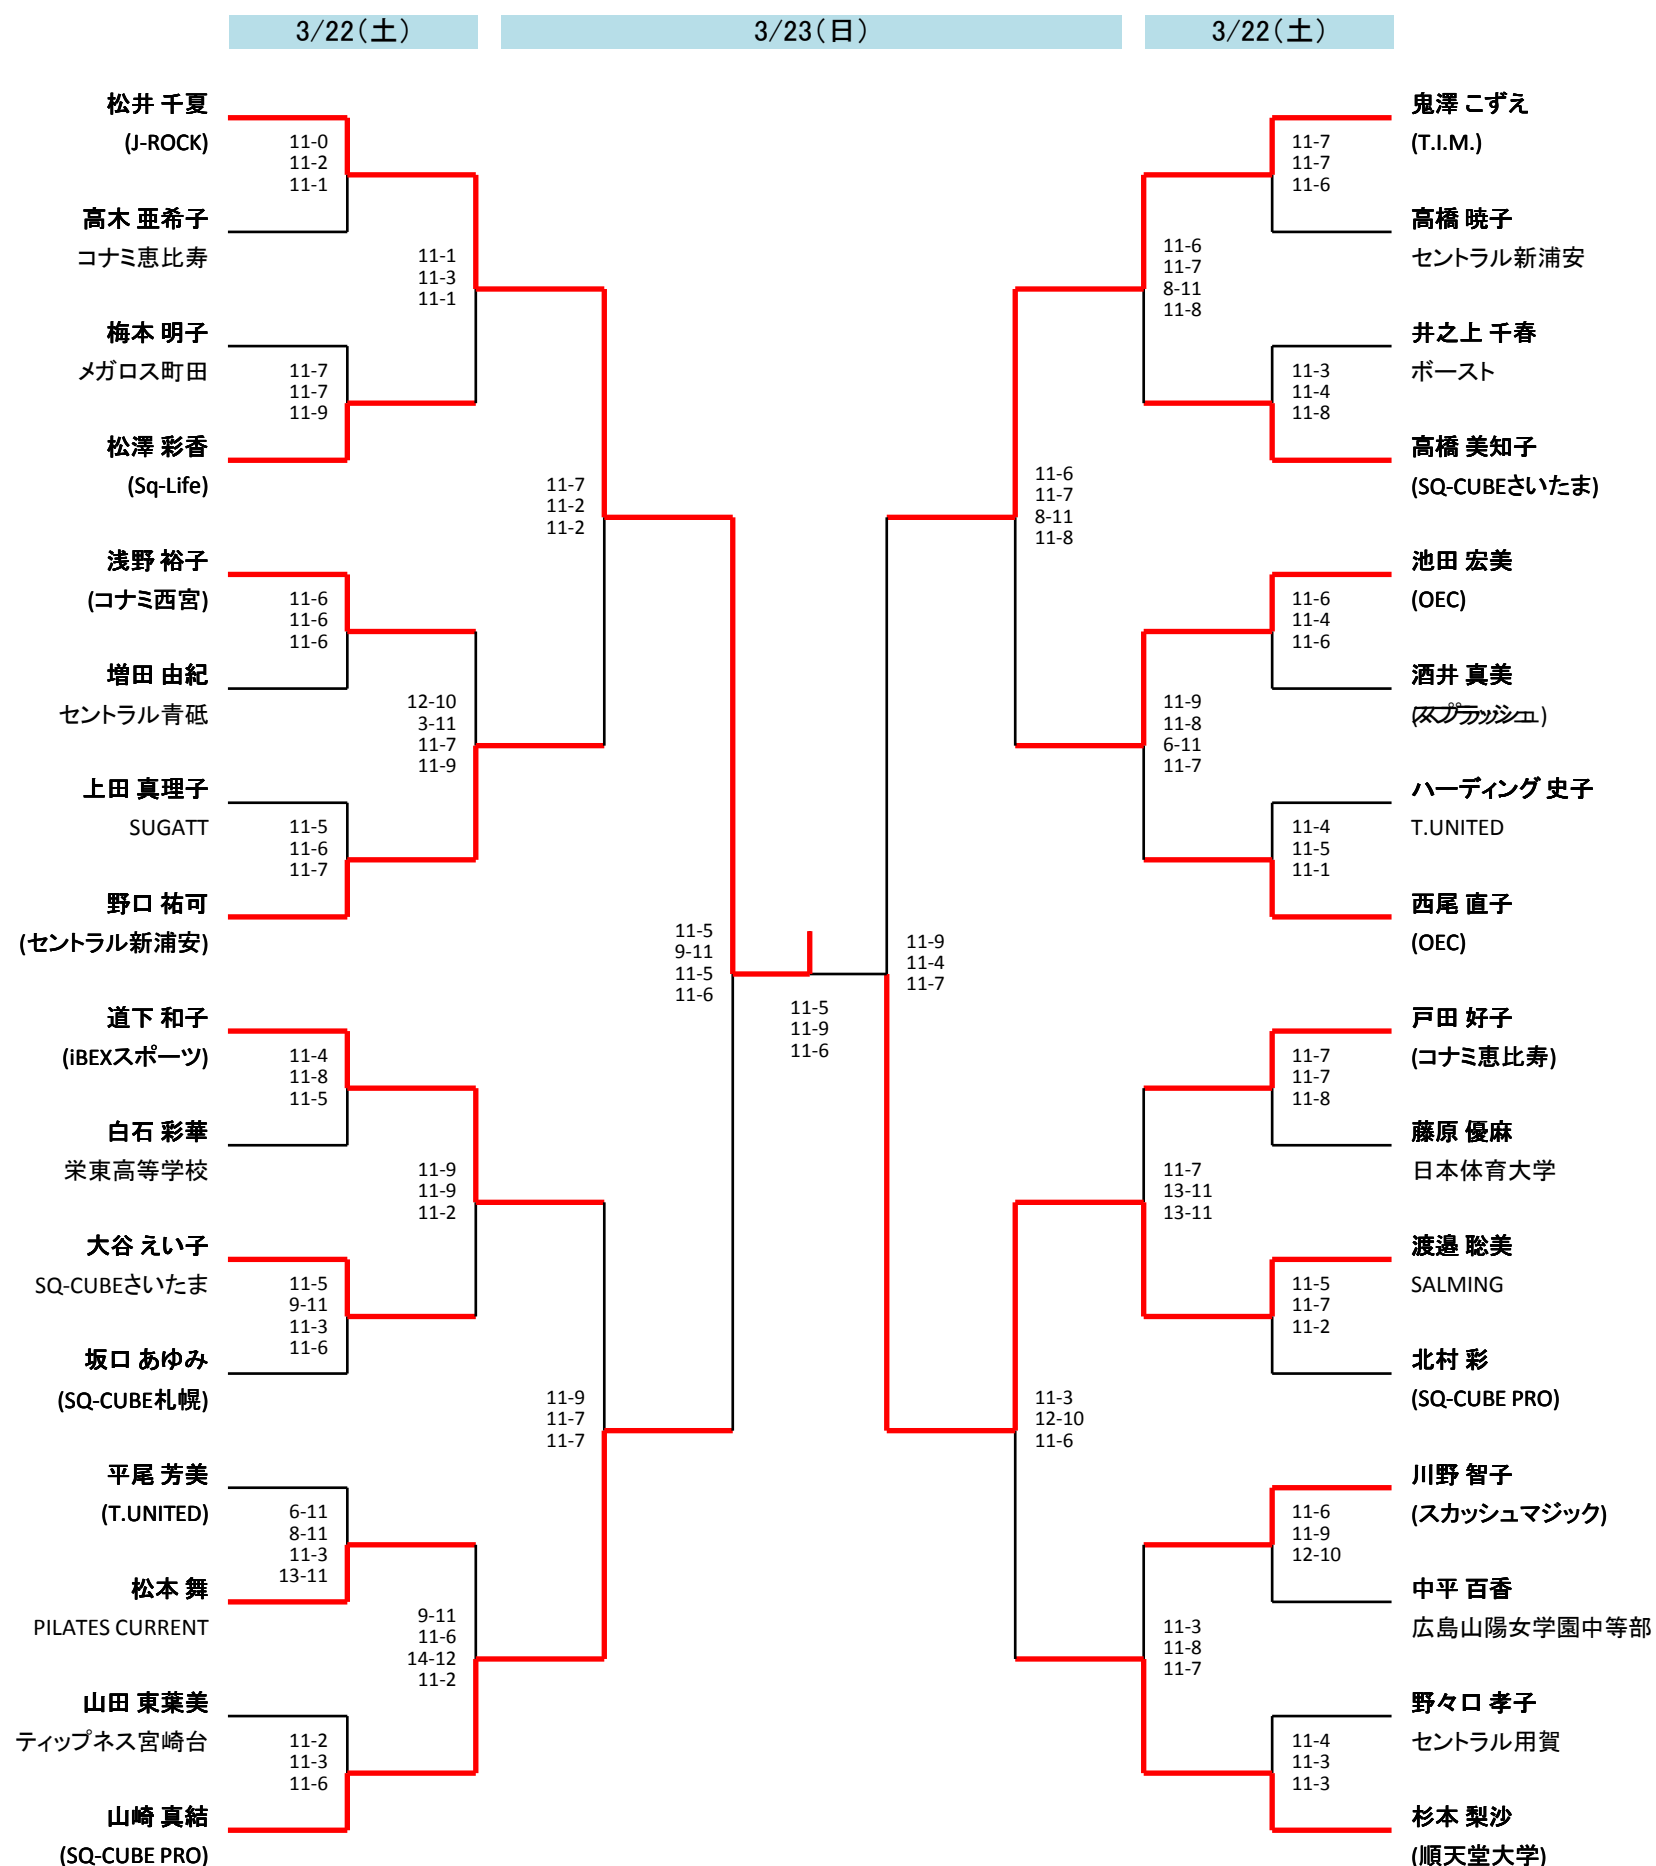 3/22(土)
3/23(日)
3/22(土)
松井 千夏
(J-ROCK)
11-0
11-2
11-1
高木 亜希子
コナミ恵比寿
11-1
11-3
11-1
梅本 明子
メガロス町田
11-7
11-7
11-9
松澤 彩香
(Sq-Life)
11-7
11-2
11-2
浅野 裕子
(コナミ西宮)
11-6
11-6
11-6
増田 由紀
セントラル青砥
12-10
3-11
11-7
11-9
上田 真理子
SUGATT
11-5
11-6
11-7
野口 祐可
(セントラル新浦安)
11-5
9-11
11-5
11-6
道下 和子
(iBEXスポーツ)
11-4
11-8
11-5
白石 彩華
栄東高等学校
11-9
11-9
11-2
大谷 えい子
SQ-CUBEさいたま
11-5
9-11
11-3
11-6
坂口 あゆみ
(SQ-CUBE札幌)
11-9
11-7
11-7
平尾 芳美
(T.UNITED)
6-11
8-11
11-3
13-11
松本 舞
PILATES CURRENT
9-11
11-6
14-12
11-2
山田 東葉美
ティップネス宮崎台
11-2
11-3
11-6
山崎 真結
(SQ-CUBE PRO)
11-5
11-9
11-6
鬼澤 こずえ
(T.I.M.)
11-7
11-7
11-6
高橋 暁子
セントラル新浦安
11-6
11-7
8-11
11-8
井之上 千春
ボースト
11-3
11-4
11-8
高橋 美知子
(SQ-CUBEさいたま)
11-6
11-7
8-11
11-8
池田 宏美
(OEC)
11-6
11-4
11-6
酒井 真美
(スプラッシュ)
11-9
11-8
6-11
11-7
ハーディング 史子
T.UNITED
11-4
11-5
11-1
西尾 直子
(OEC)
11-9
11-4
11-7
戸田 好子
(コナミ恵比寿)
11-7
11-7
11-8
藤原 優麻
日本体育大学
11-7
13-11
13-11
渡邉 聡美
SALMING
11-5
11-7
11-2
北村 彩
(SQ-CUBE PRO)
11-3
12-10
11-6
川野 智子
(スカッシュマジック)
11-6
11-9
12-10
中平 百香
広島山陽女学園中等部
11-3
11-8
11-7
野々口 孝子
セントラル用賀
11-4
11-3
11-3
杉本 梨沙
(順天堂大学)